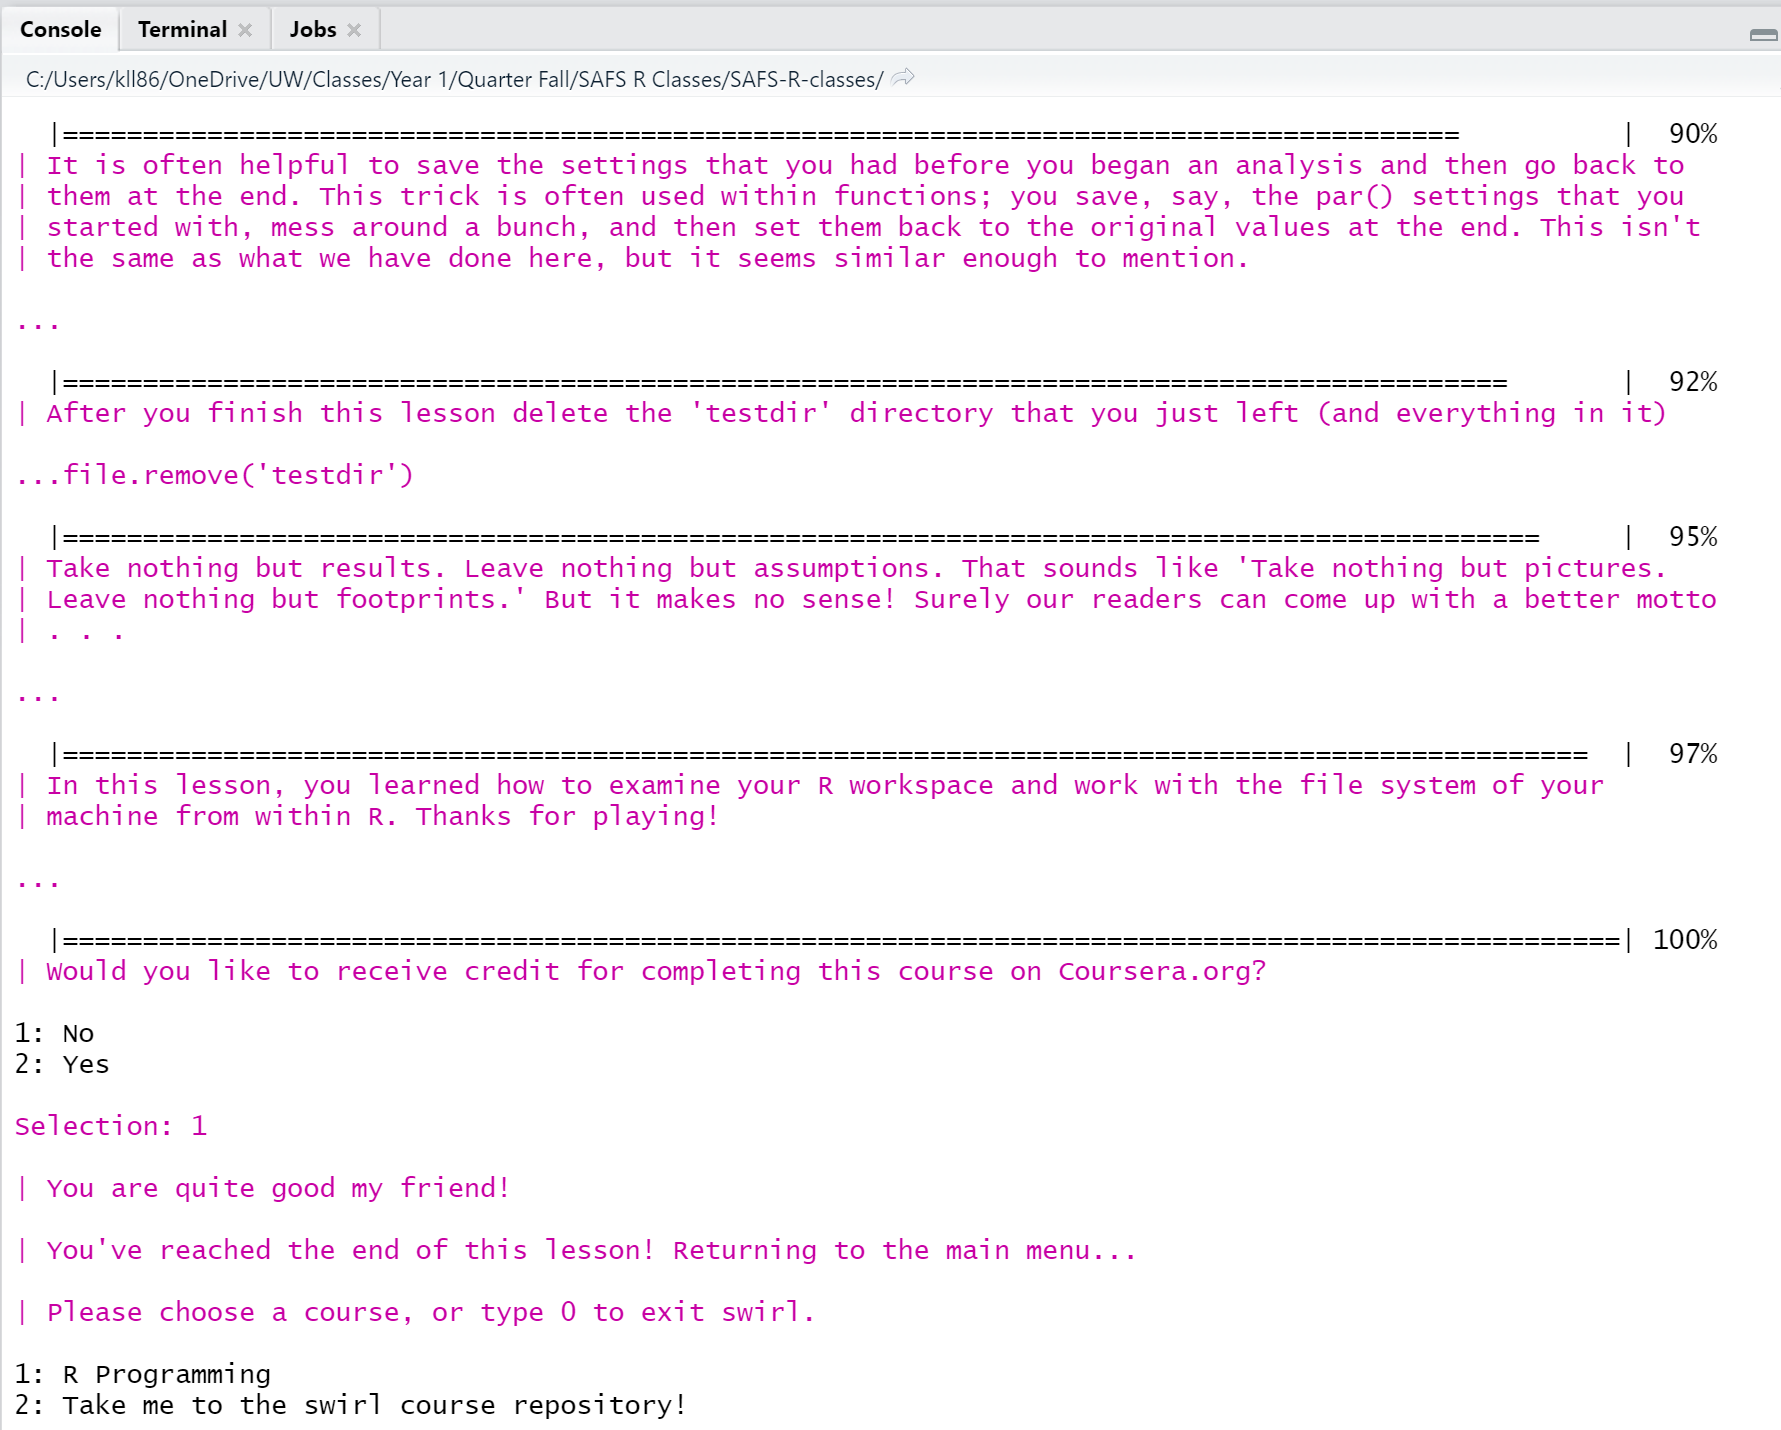 Console Terminal Jobs
C:/Users/kll86/OneDrive/UW/Classes/Year 1/Quarter Fall/SAFS R Classes/SAFS-R-classes/
|=======================================================================================          |  90%
| It is often helpful to save the settings that you had before you began an analysis and then go back to
| them at the end. This trick is often used within functions; you save, say, the par() settings that you
| started with, mess around a bunch, and then set them back to the original values at the end. This isn't
| the same as what we have done here, but it seems similar enough to mention.
...
|==========================================================================================       |  92%
| After you finish this lesson delete the 'testdir' directory that you just left (and everything in it)
...file.remove('testdir')
|============================================================================================     |  95%
| Take nothing but results. Leave nothing but assumptions. That sounds like 'Take nothing but pictures.
| Leave nothing but footprints.' But it makes no sense! Surely our readers can come up with a better motto
| . . .
...
|===============================================================================================  |  97%
| In this lesson, you learned how to examine your R workspace and work with the file system of your
| machine from within R. Thanks for playing!
...
|=================================================================================================| 100%
| Would you like to receive credit for completing this course on Coursera.org?
1: No
2: Yes
Selection: 1
| You are quite good my friend!
| You've reached the end of this lesson! Returning to the main menu...
| Please choose a course, or type 0 to exit swirl.
1: R Programming
2: Take me to the swirl course repository!